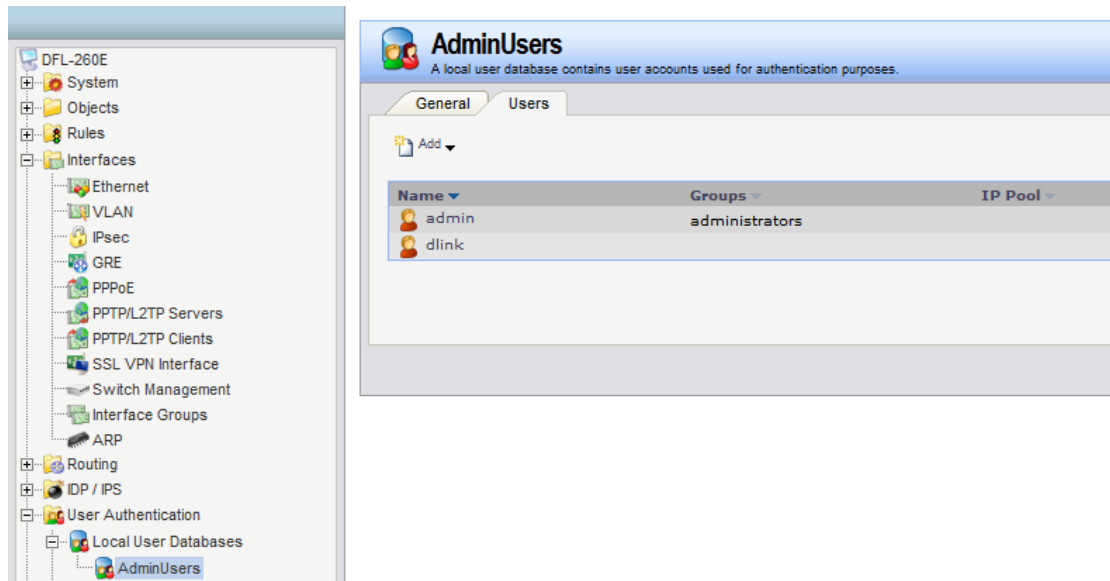 DFL-260E
System
Objects
Rules
Interfaces
Ethernet
VLAN
IPsec
GRE
PPPoE
PPTP/L2TP Servers
PPTP/L2TP Clients
SSL VPN Interface
Switch Management
Interface Groups
ARP
Routing
IDP / IPS
User Authentication
Local User Databases
AdminUsers
AdminUsers
A local user database contains user accounts used for authentication purposes.
General Users
Add
Name Groups IP Pool
admin administrators
dlink